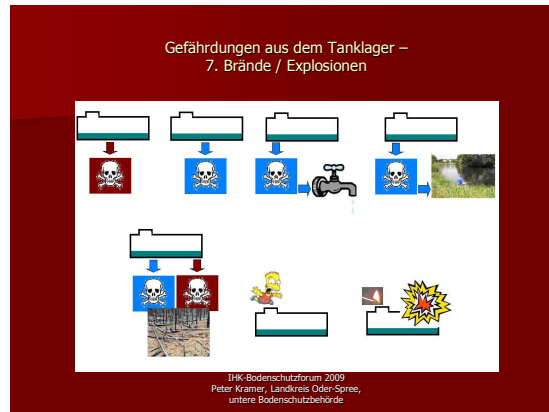 Gefährdungen aus dem Tanklager –
7. Brände / Explosionen
IHK-Bodenschutzforum 2009
Peter Kramer, Landkreis Oder-Spree,
untere Bodenschutzbehörde